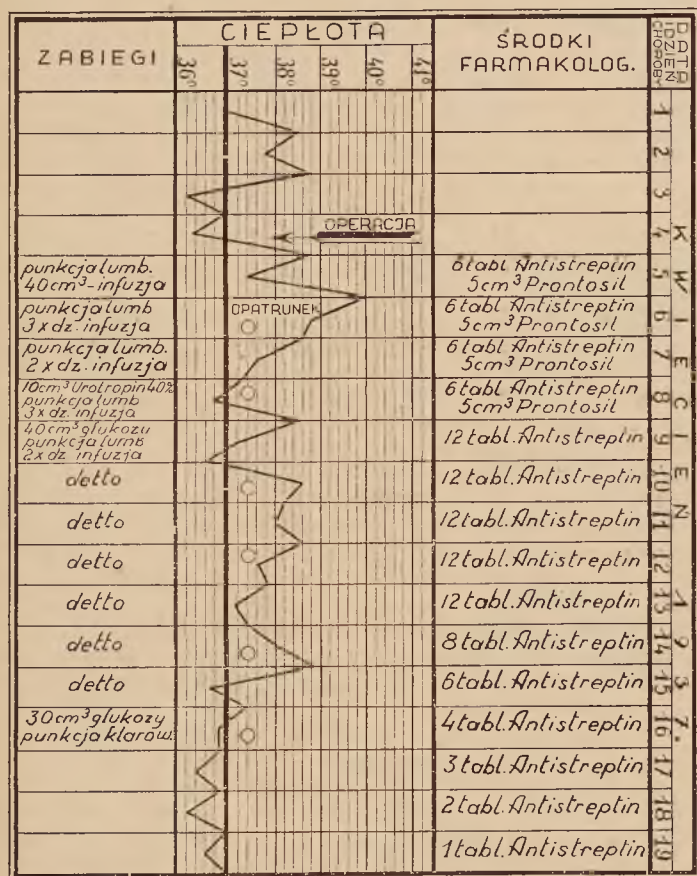 ZABIEGI
CIEPŁOTA
36° 37° 38° 39° 40° 41°
ŚRODKI
FARMAKOLOG.
DATA
I DZIEŃ
CHOROBY
1
2
3
OPERACJA
4
punkcja lumb.
40cm³-infuzja
6 tabl Antistreptin
5cm³ Prontosil
5
punkcja lumb
3 x dz. infuzja
OPATRUNEK
6 tabl Antistreptin
5cm³ Prontosil
6
punkcja lumb.
2 x dz. infuzja
6 tabl Antistreptin
5cm³ Prontosil
7
10cm³ Urotropin 40%
punkcja lumb
3 x dz. infuzja
6 tabl Antistreptin
5cm³ Prontosil
8
40cm³ glukozu
punkcja lumb
2 x dz infuzja
12 tabl. Antistreptin
9
detto
12 tabl. Antistreptin
10
detto
12 tabl. Antistreptin
11
detto
12 tabl. Antistreptin
12
detto
12 tabl. Antistreptin
13
detto
8 tabl. Antistreptin
14
detto
6 tabl. Antistreptin
15
30cm³ glukozy
punkcja klarow.
4 tabl. Antistreptin
16
3 tabl. Antistreptin
17
2 tabl. Antistreptin
18
1 tabl. Antistreptin
19
KWIECIEŃ 1937.